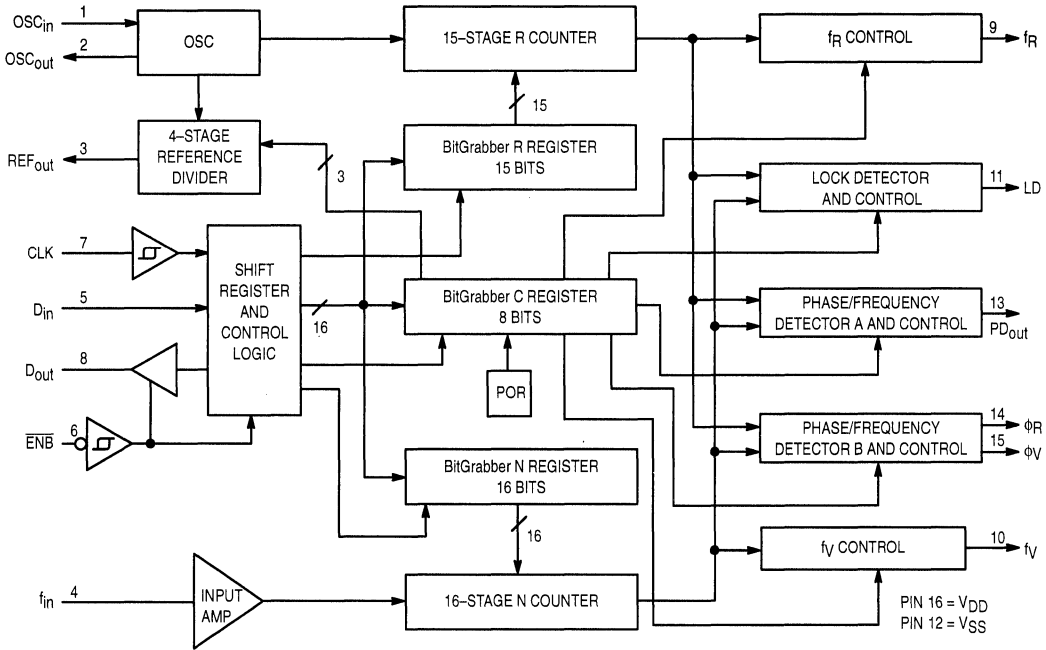 OSCin
1
OSCout
2
OSC
15–STAGE R COUNTER
fR CONTROL
9
fR
15
4–STAGE
REFERENCE
DIVIDER
REFout
3
3
BitGrabber R REGISTER
15 BITS
LOCK DETECTOR
AND CONTROL
11
LD
CLK
7
Din
5
Dout
8
ENB
6
SHIFT
REGISTER
AND
CONTROL
LOGIC
16
BitGrabber C REGISTER
8 BITS
POR
PHASE/FREQUENCY
DETECTOR A AND CONTROL
13
PDout
PHASE/FREQUENCY
DETECTOR B AND CONTROL
14
ϕR
15
ϕV
BitGrabber N REGISTER
16 BITS
16
fin
4
INPUT
AMP
16–STAGE N COUNTER
fV CONTROL
10
fV
PIN 16 = VDD
PIN 12 = VSS